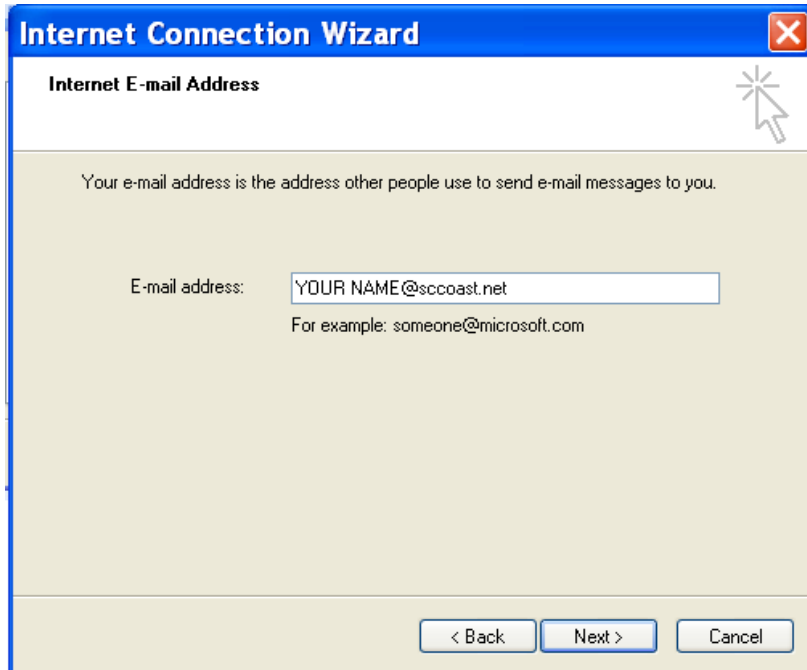 Internet Connection Wizard
Internet E-mail Address
Your e-mail address is the address other people use to send e-mail messages to you.
E-mail address: YOUR NAME@sccoast.net
For example: someone@microsoft.com
< Back Next > Cancel